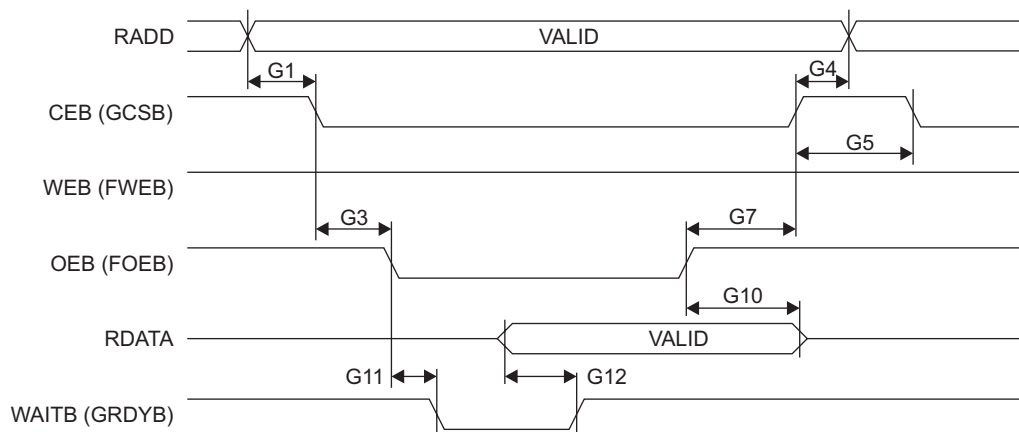 RADD
VALID
G1
G4
CEB (GCSB)
G5
WEB (FWEB)
G3
G7
OEB (FOEB)
G10
RDATA
VALID
G11
G12
WAITB (GRDYB)